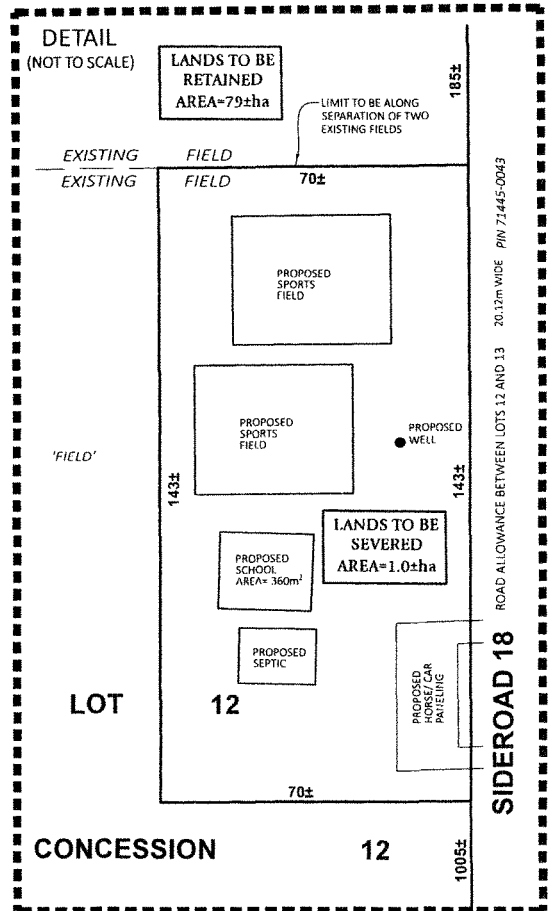 DETAIL
(NOT TO SCALE)
LANDS TO BE
RETAINED
AREA=79±ha
185±
LIMIT TO BE ALONG
SEPARATION OF TWO
EXISTING FIELDS
EXISTING FIELD
EXISTING FIELD
70±
PROPOSED
SPORTS
FIELD
PROPOSED
SPORTS
FIELD
PROPOSED
WELL
'FIELD'
143±
143±
LANDS TO BE
SEVERED
AREA=1.0±ha
PROPOSED
SCHOOL
AREA= 360m²
PROPOSED
SEPTIC
PROPOSED
HORSE/ CAR
PANELING
ROAD ALLOWANCE BETWEEN LOTS 12 AND 13 20.12m WIDE PIN 71445-0043
SIDEROAD 18
LOT 12
70±
CONCESSION 12
1005±